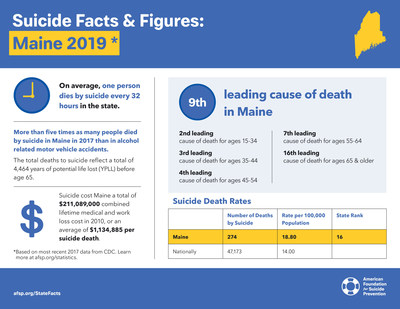 Suicide Facts & Figures:
Maine 2019 *
On average, one person
dies by suicide every 32
hours in the state.
More than five times as many people died
by suicide in Maine in 2017 than in alcohol
related motor vehicle accidents.
The total deaths to suicide reflect a total of
4,464 years of potential life lost (YPLL) before
age 65.
$
Suicide cost Maine a total of
$211,089,000 combined
lifetime medical and work
loss cost in 2010, or an
average of $1,134,885 per
suicide death.
*Based on most recent 2017 data from CDC. Learn
more at afsp.org/statistics.
9th
leading cause of death
in Maine
2nd leading
cause of death for ages 15-34
3rd leading
cause of death for ages 35-44
4th leading
cause of death for ages 45-54
7th leading
cause of death for ages 55-64
16th leading
cause of death for ages 65 & older
Suicide Death Rates
Number of Deaths
by Suicide
Rate per 100,000
Population
State Rank
Maine 274 18.80 16
Nationally 47,173 14.00
afsp.org/StateFacts
American
Foundation
for Suicide
Prevention